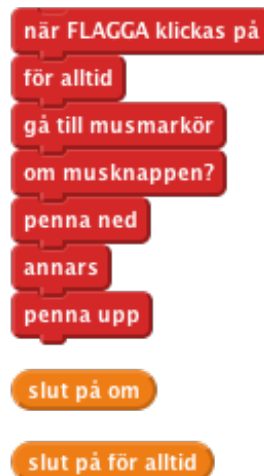 när FLAGGA klickas på
för alltid
gå till musmarkör
om musknappen?
penna ned
annars
penna upp
slut på om
slut på för alltid